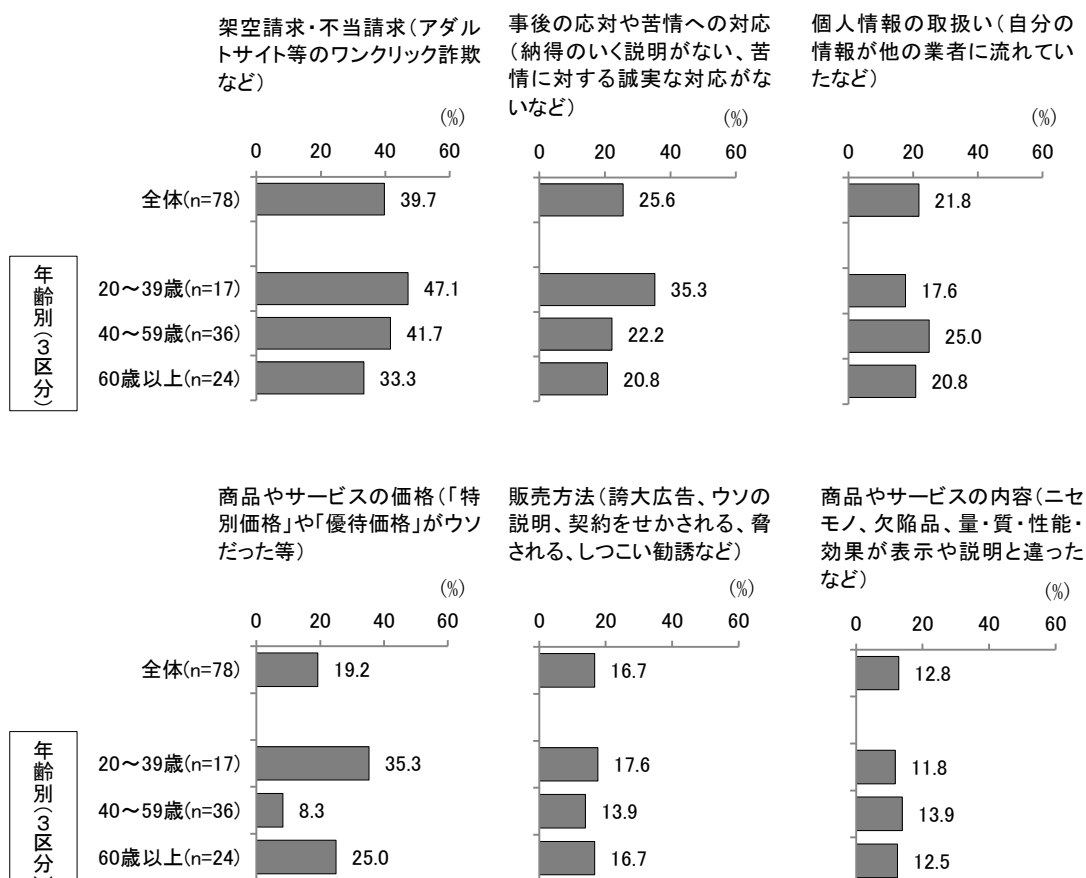 架空請求・不当請求（アダル
トサイト等のワンクリック詐欺
など）
事後の応対や苦情への対応
（納得のいく説明がない、苦
情に対する誠実な対応がな
いなど）
個人情報の取扱い（自分の
情報が他の業者に流れてい
たなど）
(%)
(%)
(%)
0 20 40 60
0 20 40 60
0 20 40 60
全体(n=78) 39.7 25.6 21.8
年齢別（３区分）
20～39歳(n=17) 47.1 35.3 17.6
40～59歳(n=36) 41.7 22.2 25.0
60歳以上(n=24) 33.3 20.8 20.8
商品やサービスの価格（「特
別価格」や「優待価格」がウソ
だった等）
販売方法（誇大広告、ウソの
説明、契約をせかされる、脅
される、しつこい勧誘など）
商品やサービスの内容（ニセ
モノ、欠陥品、量・質・性能・
効果が表示や説明と違った
など）
(%)
(%)
(%)
0 20 40 60
0 20 40 60
0 20 40 60
全体(n=78) 19.2 16.7 12.8
年齢別（３区分
20～39歳(n=17) 35.3 17.6 11.8
40～59歳(n=36) 8.3 13.9 13.9
60歳以上(n=24) 25.0 16.7 12.5